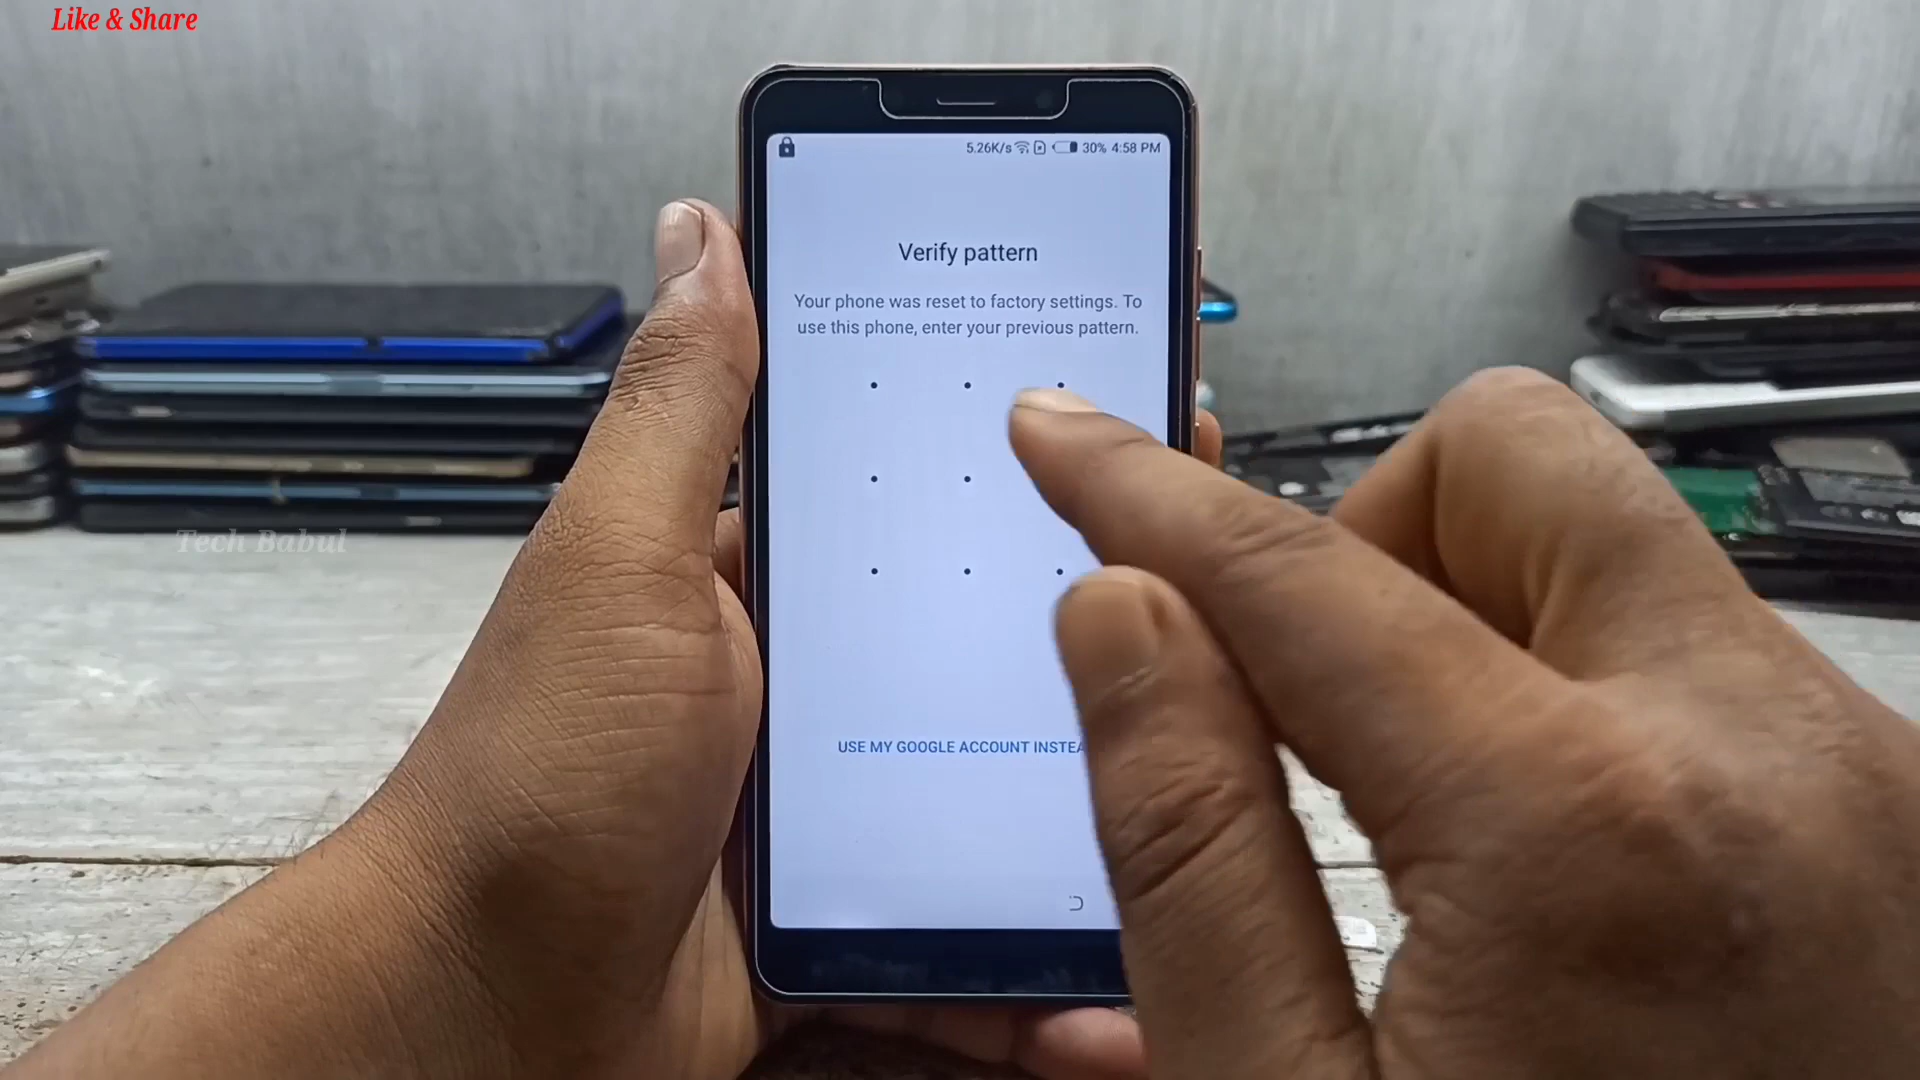 Like & Share
5.26K/s 30% 4:58 PM
Verify pattern
Your phone was reset to factory settings. To
use this phone, enter your previous pattern.
Tech Babul
USE MY GOOGLE ACCOUNT INSTEA